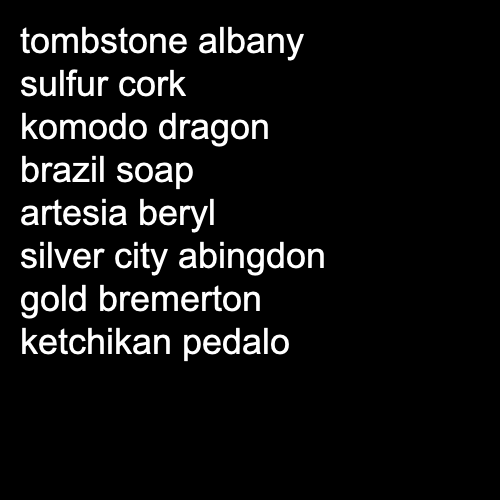 tombstone albany
sulfur cork
komodo dragon
brazil soap
artesia beryl
silver city abingdon
gold bremerton
ketchikan pedalo